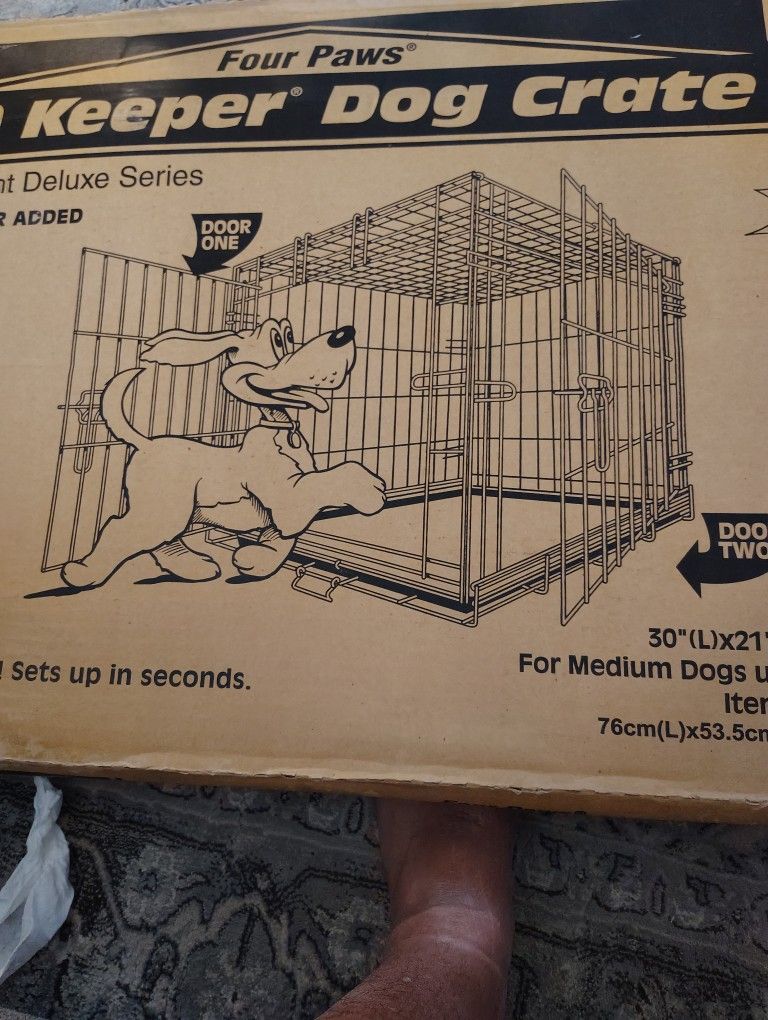 Four Paws®
Keeper® Dog Crate
Deluxe Series
ADDED
DOOR
ONE
DOO
TWO
! Sets up in seconds.
30"(L)x21"
For Medium Dogs u
Iter
76cm(L)x53.5cm